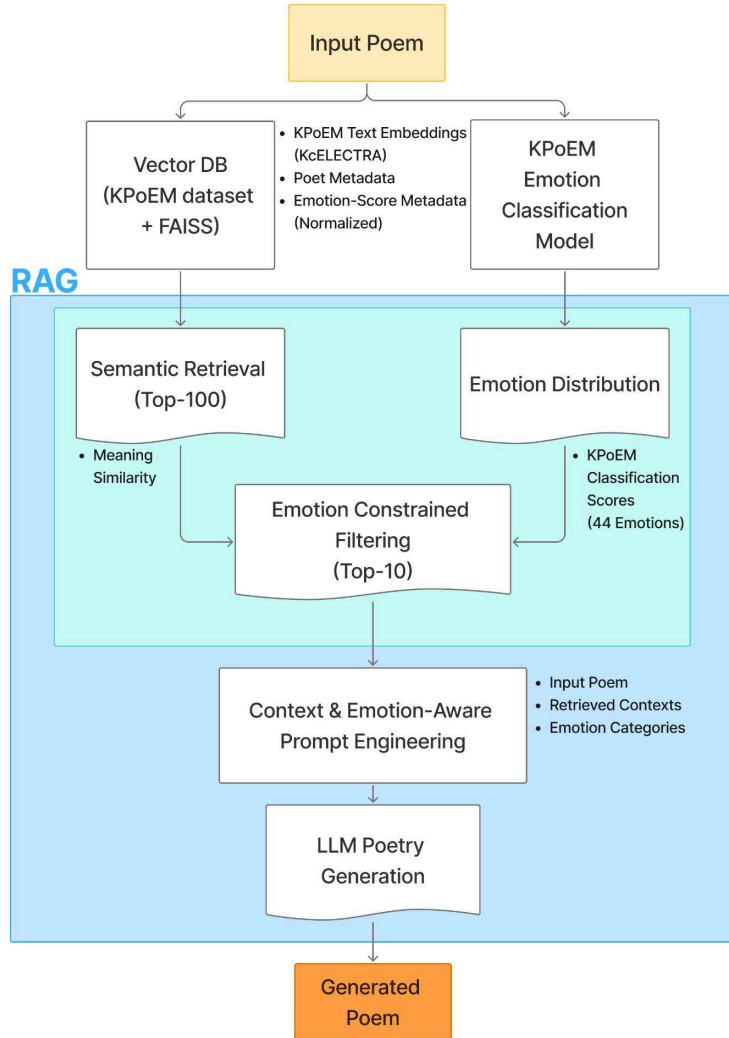 Input Poem
Vector DB
(KPoEM dataset
+ FAISS)
• KPoEM Text Embeddings
(KcELECTRA)
• Poet Metadata
• Emotion-Score Metadata
(Normalized)
KPoEM
Emotion
Classification
Model
RAG
Semantic Retrieval
(Top-100)
• Meaning
Similarity
Emotion Distribution
• KPoEM
Classification
Scores
(44 Emotions)
Emotion Constrained
Filtering
(Top-10)
Context & Emotion-Aware
Prompt Engineering
• Input Poem
• Retrieved Contexts
• Emotion Categories
LLM Poetry
Generation
Generated
Poem